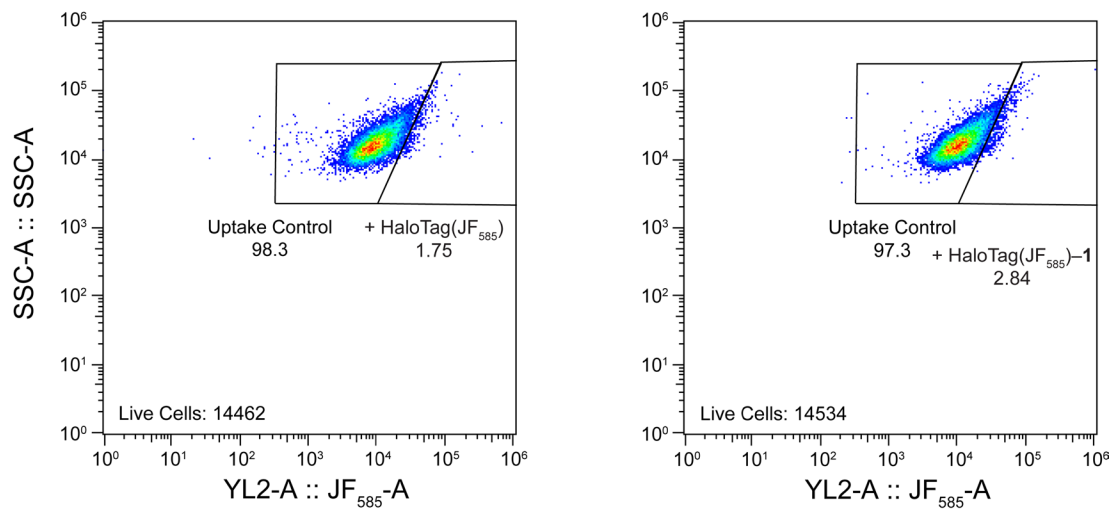 SSC-A :: SSC-A
10⁶
10⁵
10⁴
10³
10²
10¹
10⁰
Uptake Control
98.3
+ HaloTag(JF₅₈₅)
1.75
Live Cells: 14462
10⁰ 10¹ 10² 10³ 10⁴ 10⁵ 10⁶
YL2-A :: JF₅₈₅-A
10⁶
10⁵
10⁴
10³
10²
10¹
10⁰
Uptake Control
97.3
+ HaloTag(JF₅₈₅)–1
2.84
Live Cells: 14534
10⁰ 10¹ 10² 10³ 10⁴ 10⁵ 10⁶
YL2-A :: JF₅₈₅-A